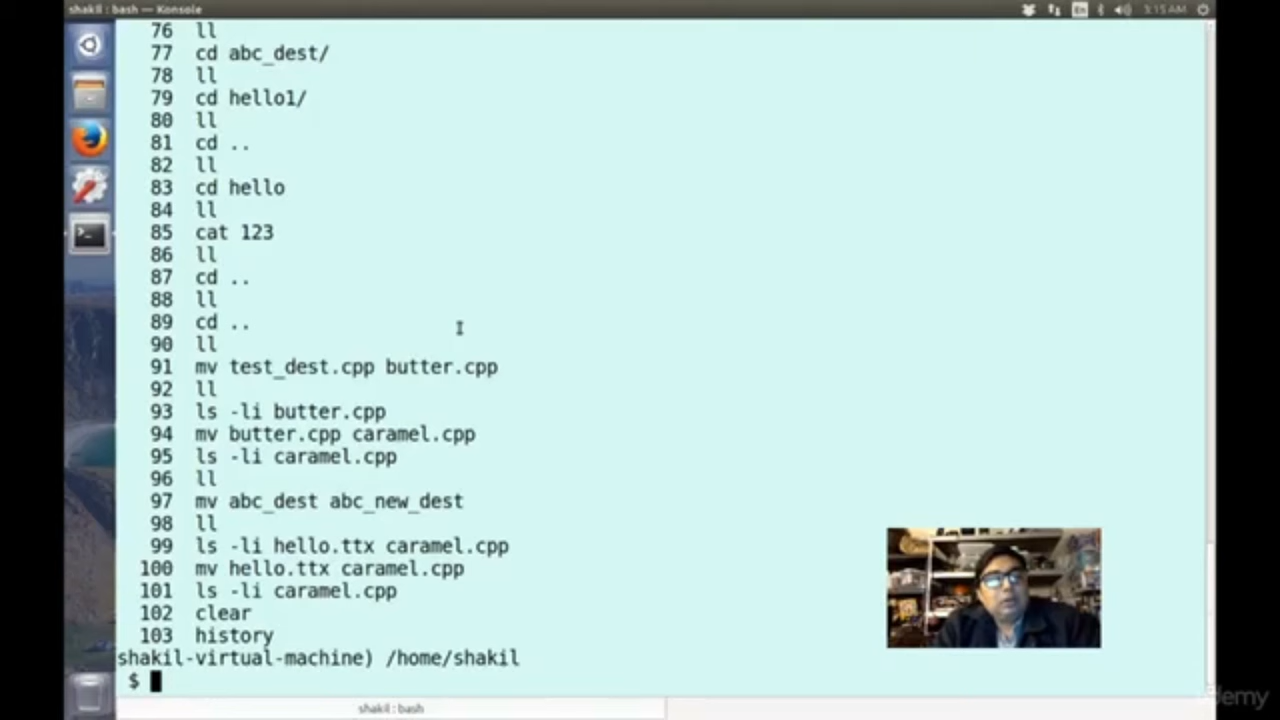 shakil : bash — Konsole
En
3:15 AM
76 ll
77 cd abc_dest/
78 ll
79 cd hello1/
80 ll
81 cd ..
82 ll
83 cd hello
84 ll
85 cat 123
86 ll
87 cd ..
88 ll
89 cd ..
90 ll
91 mv test_dest.cpp butter.cpp
92 ll
93 ls -li butter.cpp
94 mv butter.cpp caramel.cpp
95 ls -li caramel.cpp
96 ll
97 mv abc_dest abc_new_dest
98 ll
99 ls -li hello.ttx caramel.cpp
100 mv hello.ttx caramel.cpp
101 ls -li caramel.cpp
102 clear
103 history
shakil-virtual-machine) /home/shakil
$
shakil : bash
demy